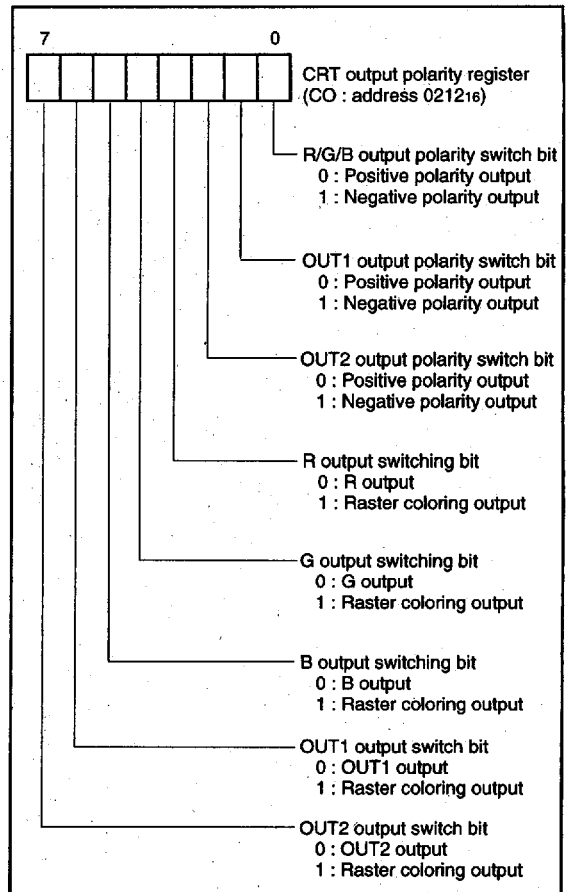 7 0
CRT output polarity register
(CO : address 021216)
R/G/B output polarity switch bit
0 : Positive polarity output
1 : Negative polarity output
OUT1 output polarity switch bit
0 : Positive polarity output
1 : Negative polarity output
OUT2 output polarity switch bit
0 : Positive polarity output
1 : Negative polarity output
R output switching bit
0 : R output
1 : Raster coloring output
G output switching bit
0 : G output
1 : Raster coloring output
B output switching bit
0 : B output
1 : Raster coloring output
OUT1 output switch bit
0 : OUT1 output
1 : Raster coloring output
OUT2 output switch bit
0 : OUT2 output
1 : Raster coloring output